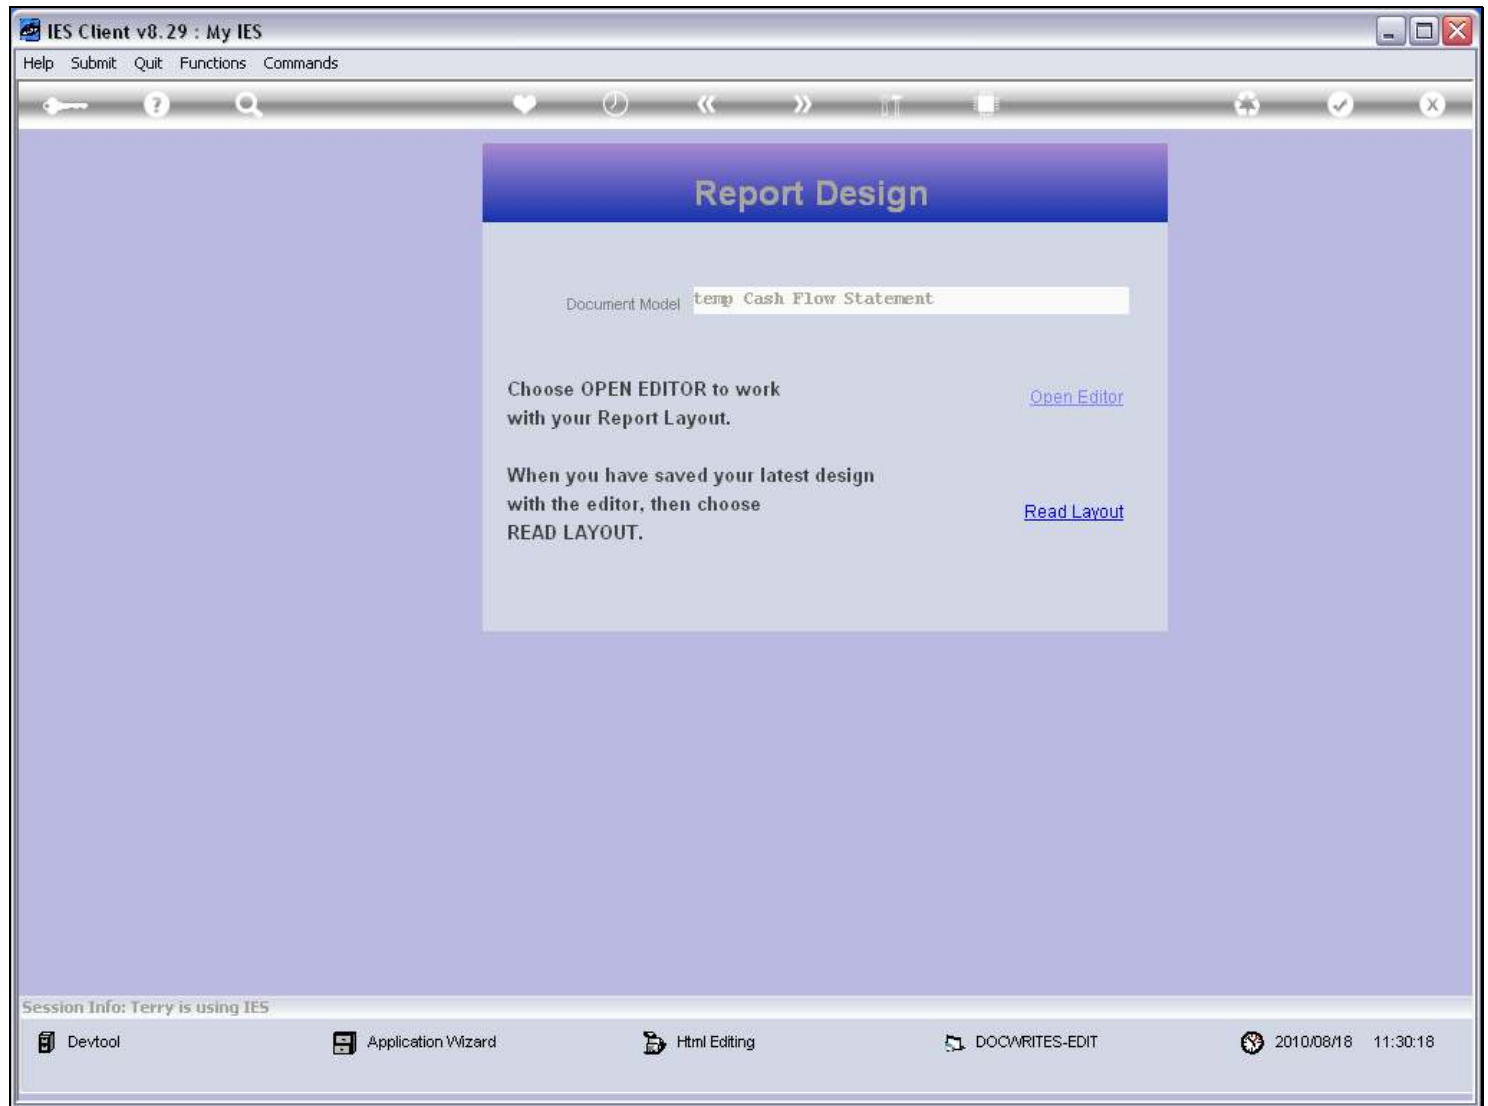 IES Client v8.29 : My IES
Help Submit Quit Functions Commands
Report Design
Document Model temp Cash Flow Statement
Choose OPEN EDITOR to work
with your Report Layout.
Open Editor
When you have saved your latest design
with the editor, then choose
READ LAYOUT.
Read Layout
Session Info: Terry is using IES
Devtool Application Wizard Html Editing DOCWRITES-EDIT 2010/08/18 11:30:18